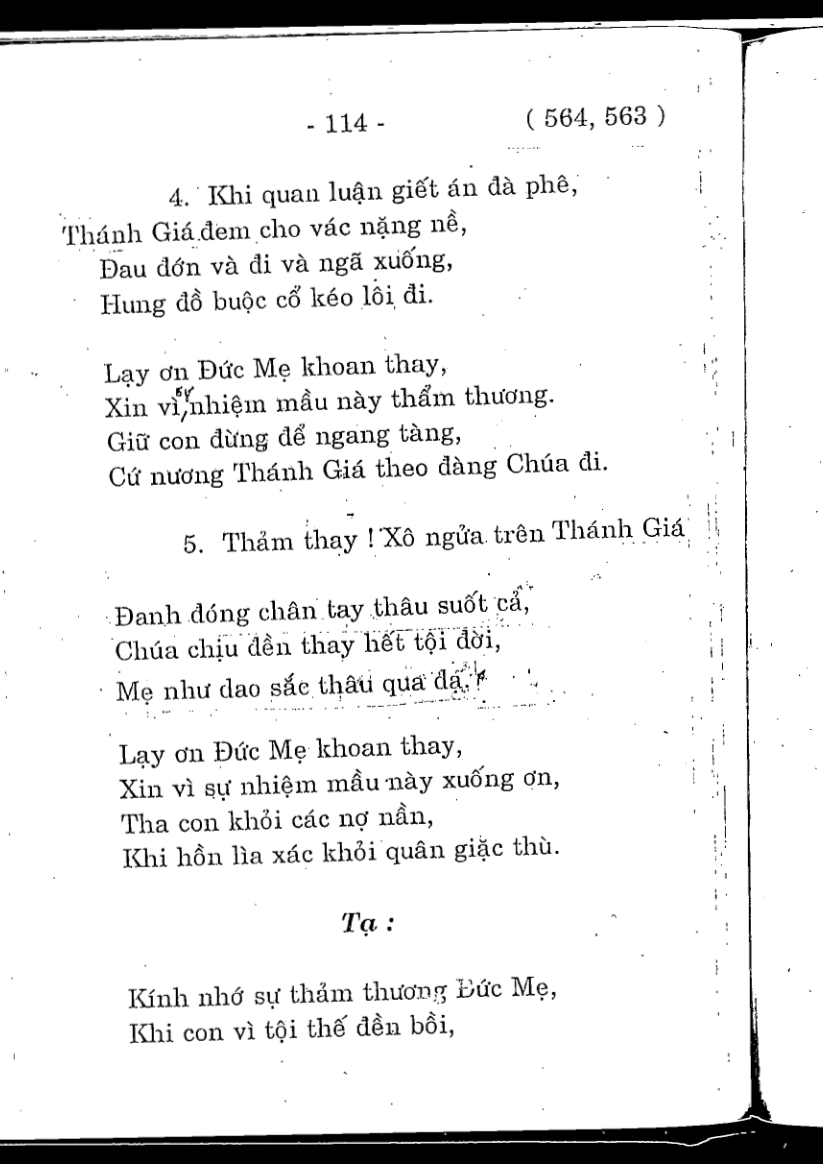 - 114 -
( 564, 563 )
4. Khi quan luận giết án đà phê,
Thánh Giá đem cho vác nặng nề,
Đau đớn và đi và ngã xuống,
Hung đồ buộc cổ kéo lôi đi.
Lạy ơn Đức Mẹ khoan thay,
Xin vì nhiệm mầu này thẩm thương.
Giữ con đừng để ngang tàng,
Cứ nương Thánh Giá theo đàng Chúa đi.
5. Thảm thay ! Xô ngửa trên Thánh Giá
Đanh đóng chân tay thâu suốt cả,
Chúa chịu đền thay hết tội đời,
Mẹ như dao sắc thâu qua dạ.
Lạy ơn Đức Mẹ khoan thay,
Xin vì sự nhiệm mầu này xuống ơn,
Tha con khỏi các nợ nần,
Khi hồn lìa xác khỏi quân giặc thù.
Tạ :
Kính nhớ sự thảm thương Đức Mẹ,
Khi con vì tội thế đền bồi,